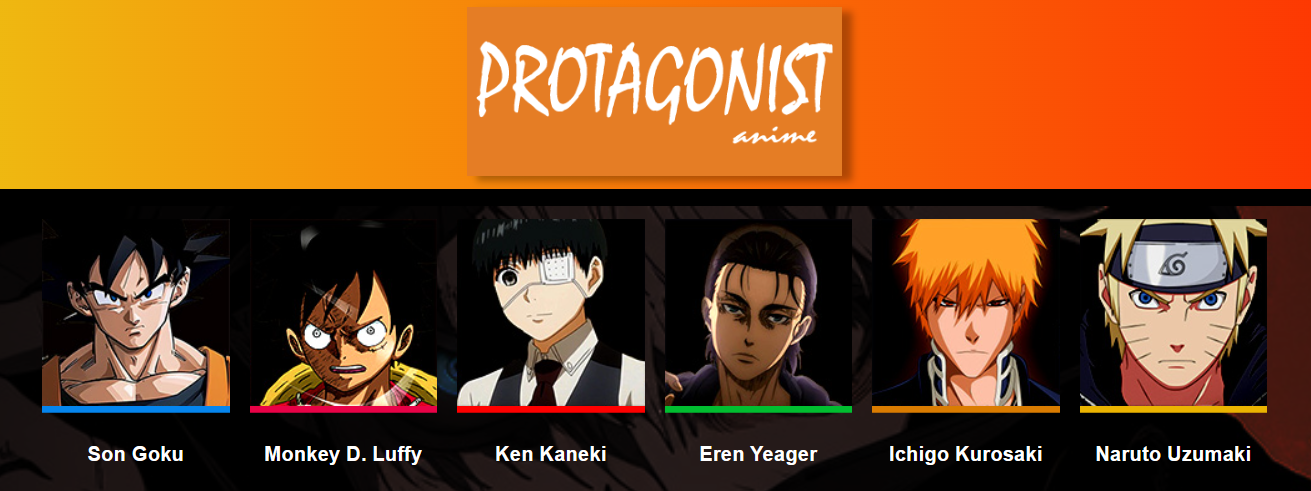 PROTAGONIST
anime
Son Goku
Monkey D. Luffy
Ken Kaneki
Eren Yeager
Ichigo Kurosaki
Naruto Uzumaki